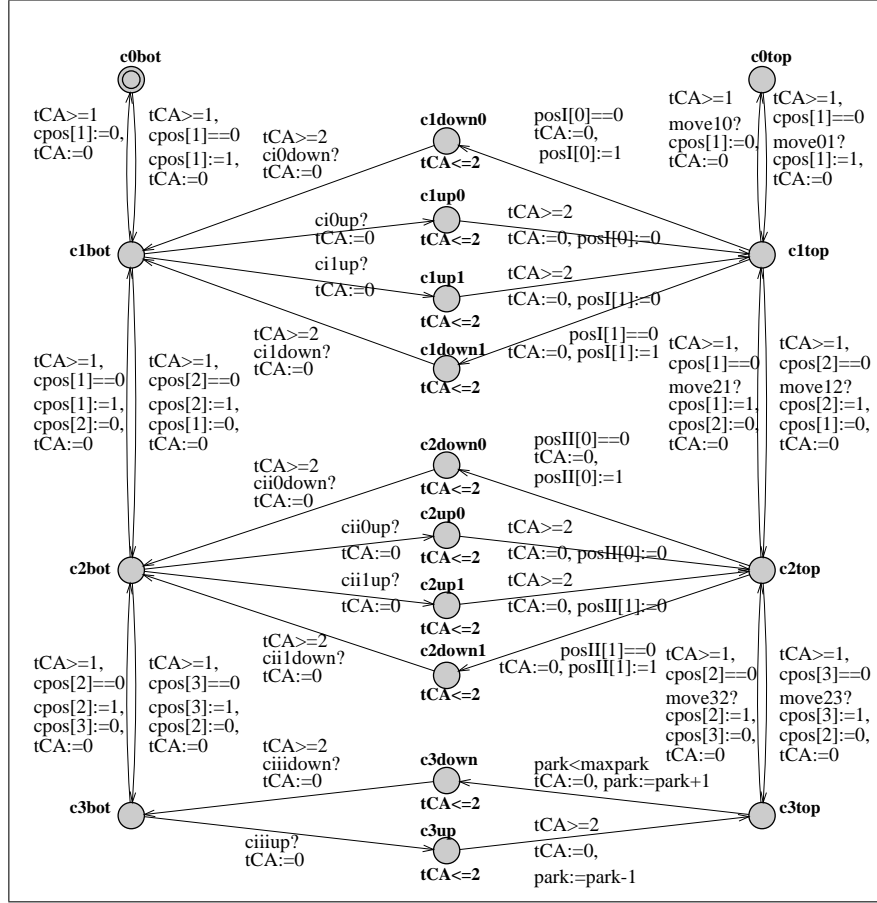 c0bot
c0top
tCA>=1
cpos[1]:=0,
tCA:=0
tCA>=1,
cpos[1]==0
cpos[1]:=1,
tCA:=0
tCA>=2
ci0down?
tCA:=0
c1down0
tCA<=2
posI[0]==0
tCA:=0,
posI[0]:=1
tCA>=1
move10?
cpos[1]:=0,
tCA:=0
tCA>=1,
cpos[1]==0
move01?
cpos[1]:=1,
tCA:=0
c1bot
ci0up?
tCA:=0
c1up0
tCA<=2
tCA>=2
tCA:=0, posI[0]:=0
c1top
ci1up?
tCA:=0
c1up1
tCA<=2
tCA>=2
tCA:=0, posI[1]:=0
tCA>=2
ci1down?
tCA:=0
c1down1
tCA<=2
posI[1]==0
tCA:=0, posI[1]:=1
tCA>=1,
cpos[1]==0
cpos[1]:=1,
cpos[2]:=0,
tCA:=0
tCA>=1,
cpos[2]==0
cpos[2]:=1,
cpos[1]:=0,
tCA:=0
tCA>=1,
cpos[1]==0
move21?
cpos[1]:=1,
cpos[2]:=0,
tCA:=0
tCA>=1,
cpos[2]==0
move12?
cpos[2]:=1,
cpos[1]:=0,
tCA:=0
tCA>=2
cii0down?
tCA:=0
c2down0
tCA<=2
posII[0]==0
tCA:=0,
posII[0]:=1
c2bot
cii0up?
tCA:=0
c2up0
tCA<=2
tCA>=2
tCA:=0, posII[0]:=0
c2top
cii1up?
tCA:=0
c2up1
tCA<=2
tCA>=2
tCA:=0, posII[1]:=0
tCA>=2
cii1down?
tCA:=0
c2down1
tCA<=2
posII[1]==0
tCA:=0, posII[1]:=1
tCA>=1,
cpos[2]==0
cpos[2]:=1,
cpos[3]:=0,
tCA:=0
tCA>=1,
cpos[3]==0
cpos[3]:=1,
cpos[2]:=0,
tCA:=0
tCA>=1,
cpos[2]==0
move32?
cpos[2]:=1,
cpos[3]:=0,
tCA:=0
tCA>=1,
cpos[3]==0
move23?
cpos[3]:=1,
cpos[2]:=0,
tCA:=0
tCA>=2
ciiidown?
tCA:=0
c3down
tCA<=2
park<maxpark
tCA:=0, park:=park+1
c3bot
ciiiup?
tCA:=0
c3up
tCA<=2
tCA>=2
tCA:=0,
park:=park-1
c3top